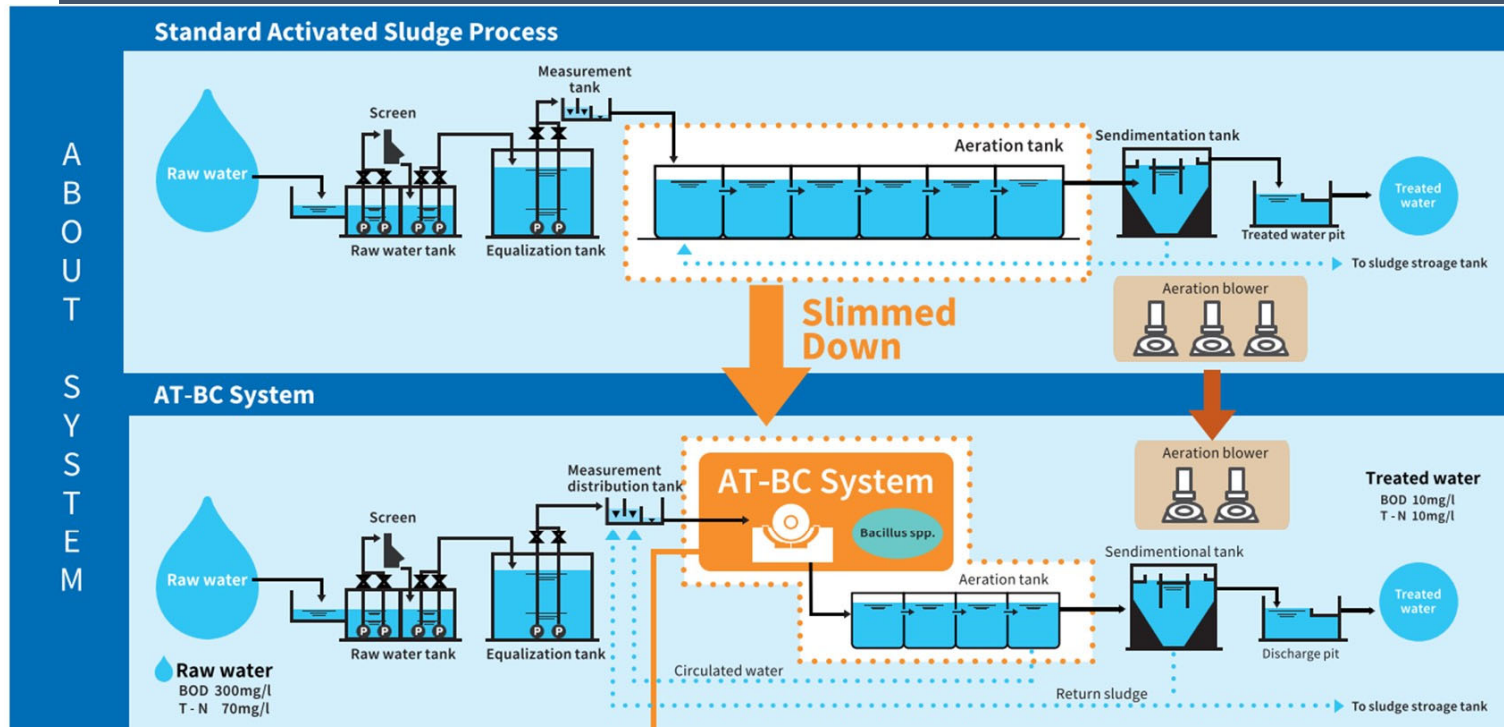 ABOUT SYSTEM
Standard Activated Sludge Process
Raw water
Screen
Raw water tank
P P P P
Measurement
tank
Equalization tank
P P
Aeration tank
Sendimentation tank
Treated water pit
Treated
water
To sludge stroage tank
Slimmed
Down
Aeration blower
AT-BC System
Raw water
Screen
Raw water tank
P P P P
Equalization tank
P P
Measurement
distribution tank
AT-BC System
Bacillus spp.
Aeration tank
Aeration blower
Sendimentional tank
Discharge pit
Treated water
BOD 10mg/l
T - N 10mg/l
Treated
water
Raw water
BOD 300mg/l
T - N 70mg/l
Circulated water
Return sludge
To sludge stroage tank